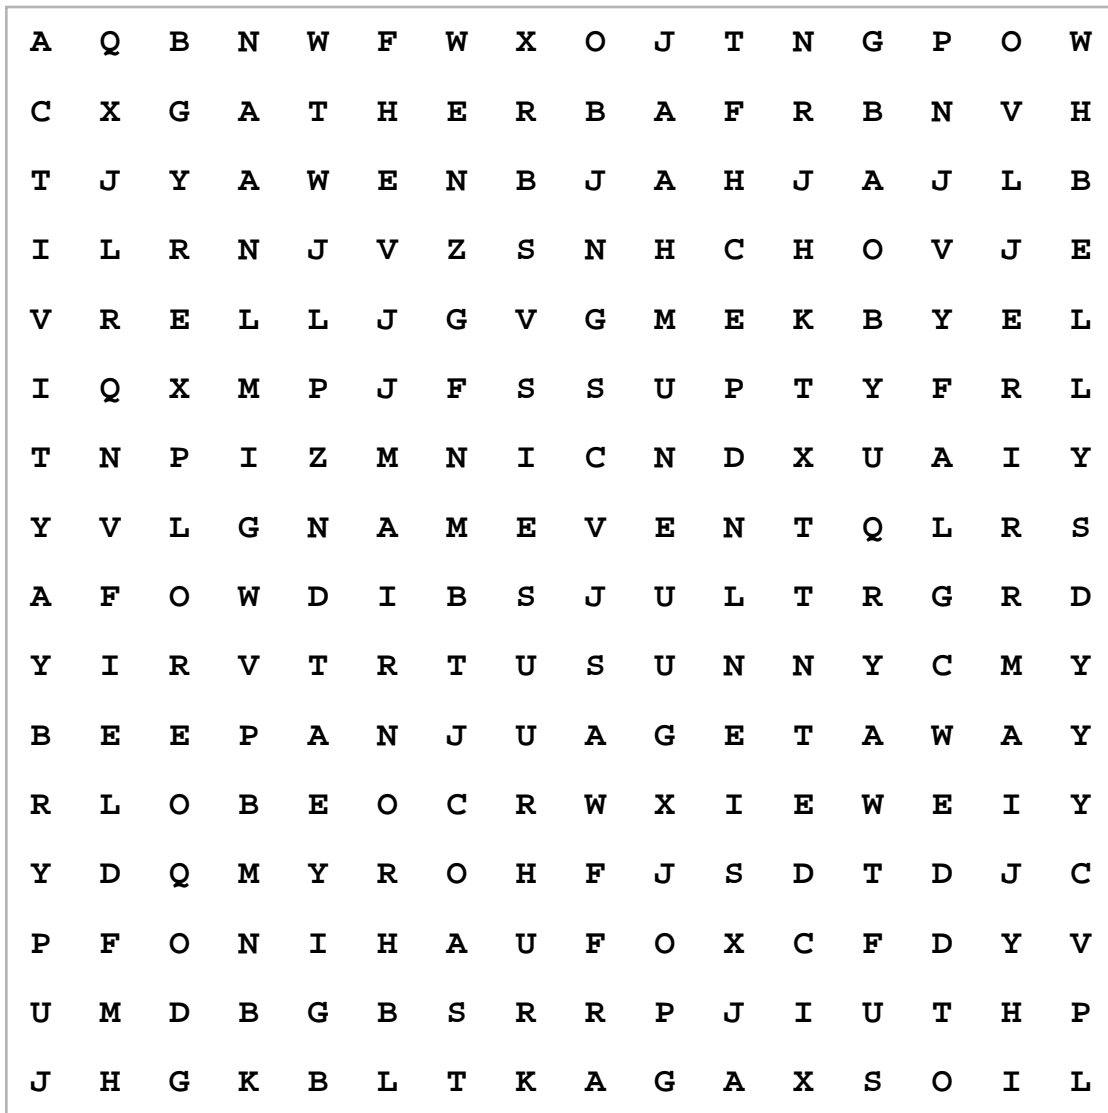 A Q B N W F W X O J T N G P O W
C X G A T H E R B A F R B N V H
T J Y A W E N B J A H J A J L B
I L R N J V Z S N H C H O V J E
V R E L L J G V G M E K B Y E L
I Q X M P J F S S U P T Y F R L
T N P I Z M N I C N D X U A I Y
Y V L G N A M E V E N T Q L R S
A F O W D I B S J U L T R G R D
Y I R V T R T U S U N N Y C M Y
B E E P A N J U A G E T A W A Y
R L O B E O C R W X I E W E I Y
Y D Q M Y R O H F J S D T D J C
P F O N I H A U F O X C F D Y V
U M D B G B S R R P J I U T H P
J H G K B L T K A G A X S O I L